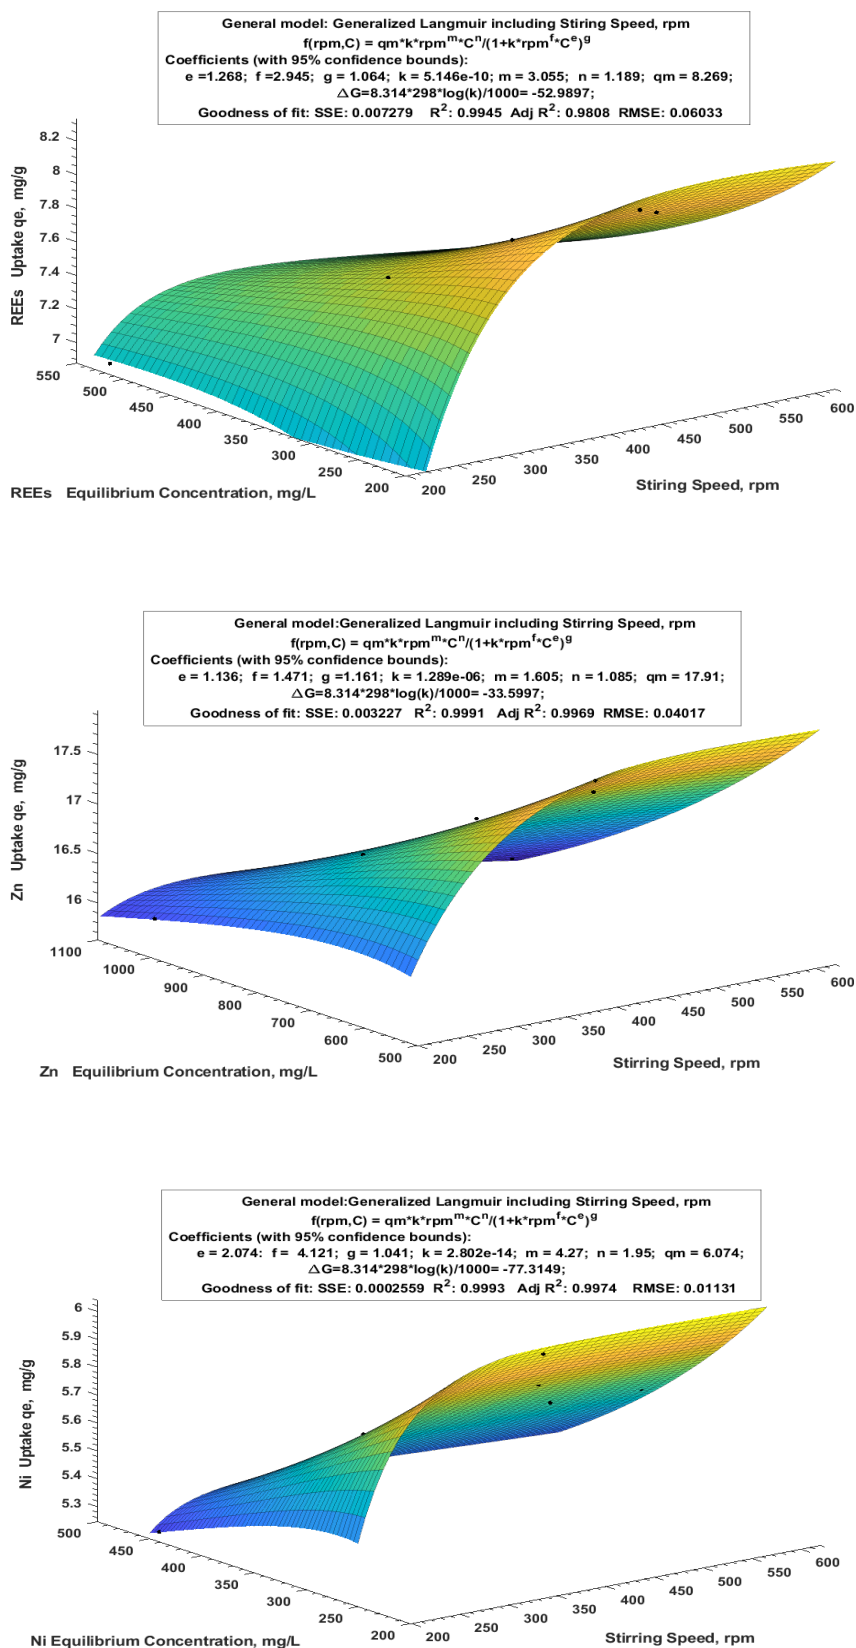 General model: Generalized Langmuir including Stiring Speed, rpm
f(rpm,C) = qm*k*rpm^m*C^n/(1+k*rpm^f*C^e)^g
Coefficients (with 95% confidence bounds):
e =1.268; f =2.945; g = 1.064; k = 5.146e-10; m = 3.055; n = 1.189; qm = 8.269;
△G=8.314*298*log(k)/1000= -52.9897;
Goodness of fit: SSE: 0.007279 R^2: 0.9945 Adj R^2: 0.9808 RMSE: 0.06033
REEs Uptake qe, mg/g
8.2
8
7.8
7.6
7.4
7.2
7
550
500
450
400
350
300
250
200
200
250
300
350
400
450
500
550
600
REEs Equilibrium Concentration, mg/L
Stiring Speed, rpm
General model:Generalized Langmuir including Stirring Speed, rpm
f(rpm,C) = qm*k*rpm^m*C^n/(1+k*rpm^f*C^e)^g
Coefficients (with 95% confidence bounds):
e = 1.136; f = 1.471; g =1.161; k = 1.289e-06; m = 1.605; n = 1.085; qm = 17.91;
△G=8.314*298*log(k)/1000= -33.5997;
Goodness of fit: SSE: 0.003227 R^2: 0.9991 Adj R^2: 0.9969 RMSE: 0.04017
Zn Uptake qe, mg/g
17.5
17
16.5
16
1100
1000
900
800
700
600
500
200
250
300
350
400
450
500
550
600
Zn Equilibrium Concentration, mg/L
Stirring Speed, rpm
General model:Generalized Langmuir including Stirring Speed, rpm
f(rpm,C) = qm*k*rpm^m*C^n/(1+k*rpm^f*C^e)^g
Coefficients (with 95% confidence bounds):
e = 2.074: f = 4.121; g = 1.041; k = 2.802e-14; m = 4.27; n = 1.95; qm = 6.074;
△G=8.314*298*log(k)/1000= -77.3149;
Goodness of fit: SSE: 0.0002559 R^2: 0.9993 Adj R^2: 0.9974 RMSE: 0.01131
Ni Uptake qe, mg/g
6
5.9
5.8
5.7
5.6
5.5
5.4
5.3
500
450
400
350
300
250
200
200
250
300
350
400
450
500
550
600
Ni Equilibrium Concentration, mg/L
Stirring Speed, rpm